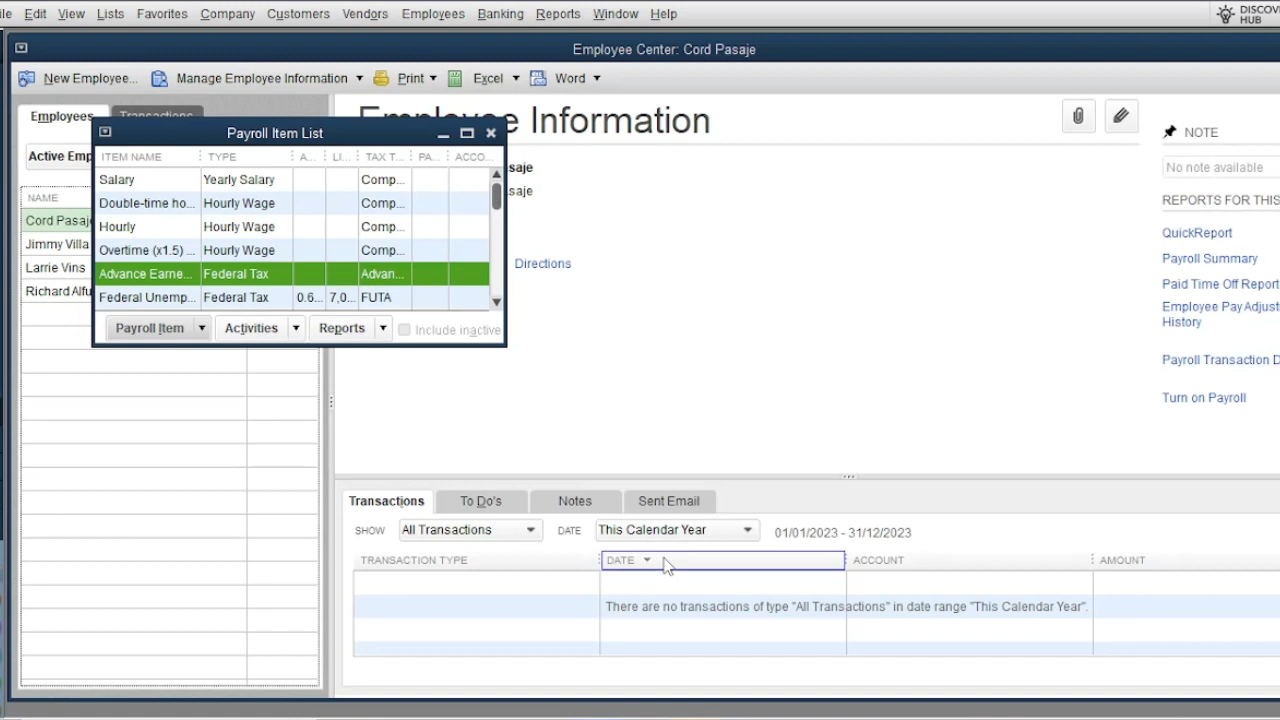 ile Edit View Lists Favorites Company Customers Vendors Employees Banking Reports Window Help
DISCOV
HUB
Employee Center: Cord Pasaje
New Employee... Manage Employee Information Print Excel Word
Employees Transactions
Employee Information
Active Emp
NAME
Cord Pasaj
Jimmy Villa
Larrie Vins
Richard Alfu
Payroll Item List
ITEM NAME TYPE A... LI... TAX T... PA... ACCO...
Salary Yearly Salary Comp...
Double-time ho... Hourly Wage Comp...
Hourly Hourly Wage Comp...
Overtime (x1.5) ... Hourly Wage Comp...
Advance Earne... Federal Tax Advan...
Federal Unemp... Federal Tax 0.6... 7,0... FUTA
Payroll Item Activities Reports Include inactive
saje
saje
Directions
NOTE
No note available
REPORTS FOR THIS
QuickReport
Payroll Summary
Paid Time Off Report
Employee Pay Adjust
History
Payroll Transaction D
Turn on Payroll
Transactions To Do's Notes Sent Email
SHOW All Transactions DATE This Calendar Year 01/01/2023 - 31/12/2023
TRANSACTION TYPE DATE ACCOUNT AMOUNT
There are no transactions of type "All Transactions" in date range "This Calendar Year".